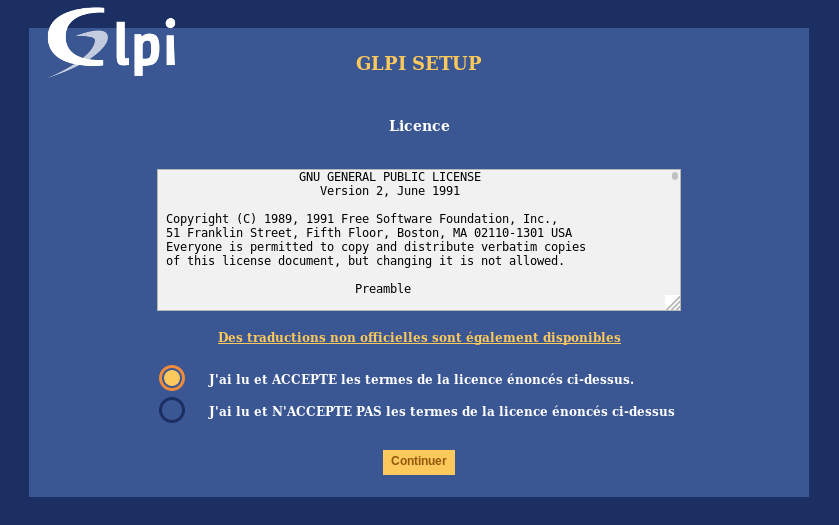 Glpi
GLPI SETUP
Licence
GNU GENERAL PUBLIC LICENSE
Version 2, June 1991
Copyright (C) 1989, 1991 Free Software Foundation, Inc.,
51 Franklin Street, Fifth Floor, Boston, MA 02110-1301 USA
Everyone is permitted to copy and distribute verbatim copies
of this license document, but changing it is not allowed.
Preamble
Des traductions non officielles sont également disponibles
J'ai lu et ACCEPTE les termes de la licence énoncés ci-dessus.
J'ai lu et N'ACCEPTE PAS les termes de la licence énoncés ci-dessus
Continuer